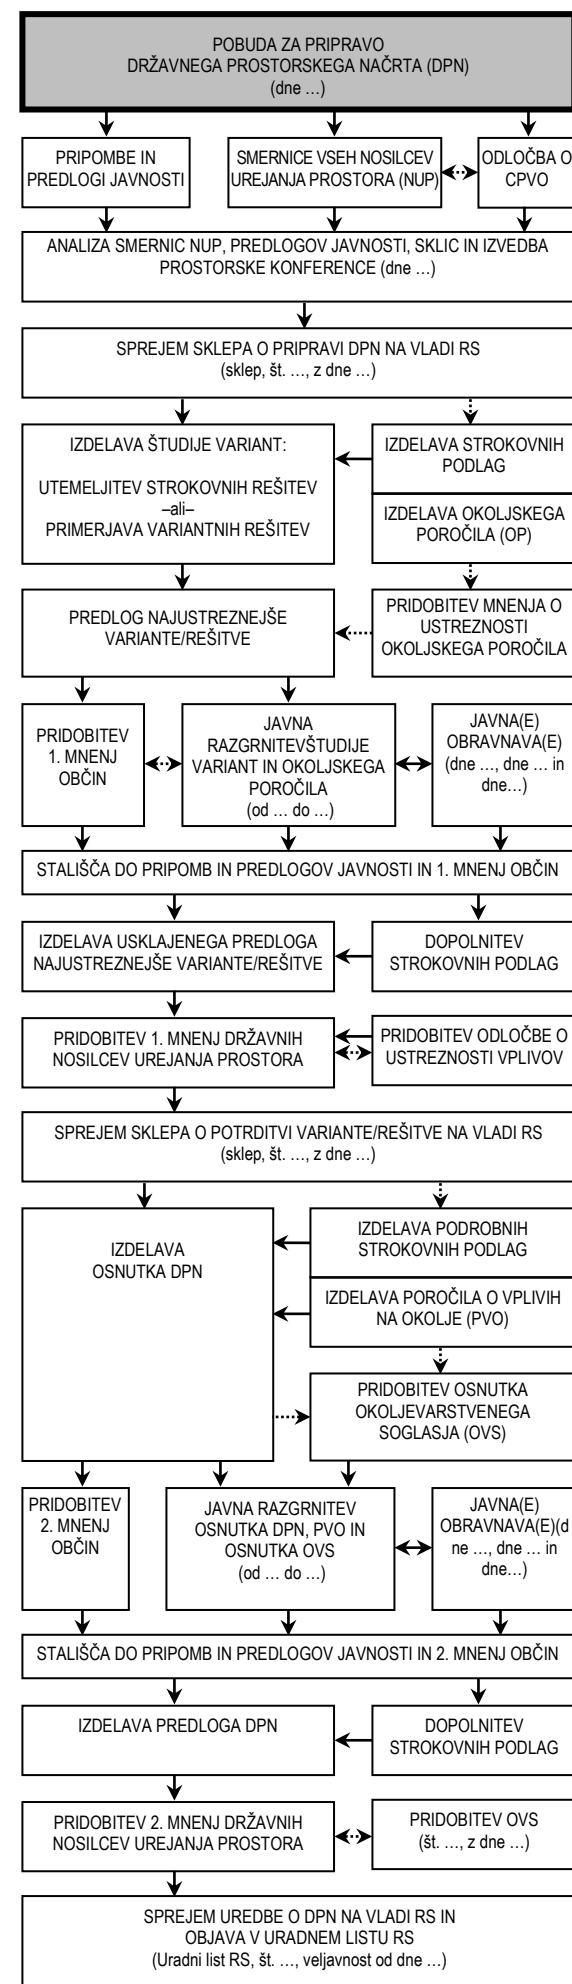 POBUDA ZA PRIPRAVO
DRŽAVNEGA PROSTORSKEGA NAČRTA (DPN)
(dne …)
PRIPOMBE IN
PREDLOGI JAVNOSTI
SMERNICE VSEH NOSILCEV
UREJANJA PROSTORA (NUP)
ODLOČBA O
CPVO
ANALIZA SMERNIC NUP, PREDLOGOV JAVNOSTI, SKLIC IN IZVEDBA
PROSTORSKE KONFERENCE (dne …)
SPREJEM SKLEPA O PRIPRAVI DPN NA VLADI RS
(sklep, št. …, z dne …)
IZDELAVA ŠTUDIJE VARIANT:
UTEMELJITEV STROKOVNIH REŠITEV
–ali–
PRIMERJAVA VARIANTNIH REŠITEV
IZDELAVA STROKOVNIH
PODLAG
IZDELAVA OKOLJSKEGA
POROČILA (OP)
PREDLOG NAJUSTREZNEJŠE
VARIANTE/REŠITVE
PRIDOBITEV MNENJA O
USTREZNOSTI
OKOLJSKEGA POROČILA
PRIDOBITEV
1. MNENJ
OBČIN
JAVNA
RAZGRNITEVŠTUDIJE
VARIANT IN OKOLJSKEGA
POROČILA
(od … do …)
JAVNA(E)
OBRAVNAVA(E)
(dne …, dne … in
dne…)
STALIŠČA DO PRIPOMB IN PREDLOGOV JAVNOSTI IN 1. MNENJ OBČIN
IZDELAVA USKLAJENEGA PREDLOGA
NAJUSTREZNEJŠE VARIANTE/REŠITVE
DOPOLNITEV
STROKOVNIH PODLAG
PRIDOBITEV 1. MNENJ DRŽAVNIH
NOSILCEV UREJANJA PROSTORA
PRIDOBITEV ODLOČBE O
USTREZNOSTI VPLIVOV
SPREJEM SKLEPA O POTRDITVI VARIANTE/REŠITVE NA VLADI RS
(sklep, št. …, z dne …)
IZDELAVA
OSNUTKA DPN
IZDELAVA PODROBNIH
STROKOVNIH PODLAG
IZDELAVA POROČILA O VPLIVIH
NA OKOLJE (PVO)
PRIDOBITEV OSNUTKA
OKOLJEVARSTVENEGA
SOGLASJA (OVS)
PRIDOBITEV
2. MNENJ
OBČIN
JAVNA RAZGRNITEV
OSNUTKA DPN, PVO IN
OSNUTKA OVS
(od … do …)
JAVNA(E)
OBRAVNAVA(E)(d
ne …, dne … in
dne…)
STALIŠČA DO PRIPOMB IN PREDLOGOV JAVNOSTI IN 2. MNENJ OBČIN
IZDELAVA PREDLOGA DPN
DOPOLNITEV
STROKOVNIH PODLAG
PRIDOBITEV 2. MNENJ DRŽAVNIH
NOSILCEV UREJANJA PROSTORA
PRIDOBITEV OVS
(št. …, z dne …)
SPREJEM UREDBE O DPN NA VLADI RS IN
OBJAVA V URADNEM LISTU RS
(Uradni list RS, št. …, veljavnost od dne …)